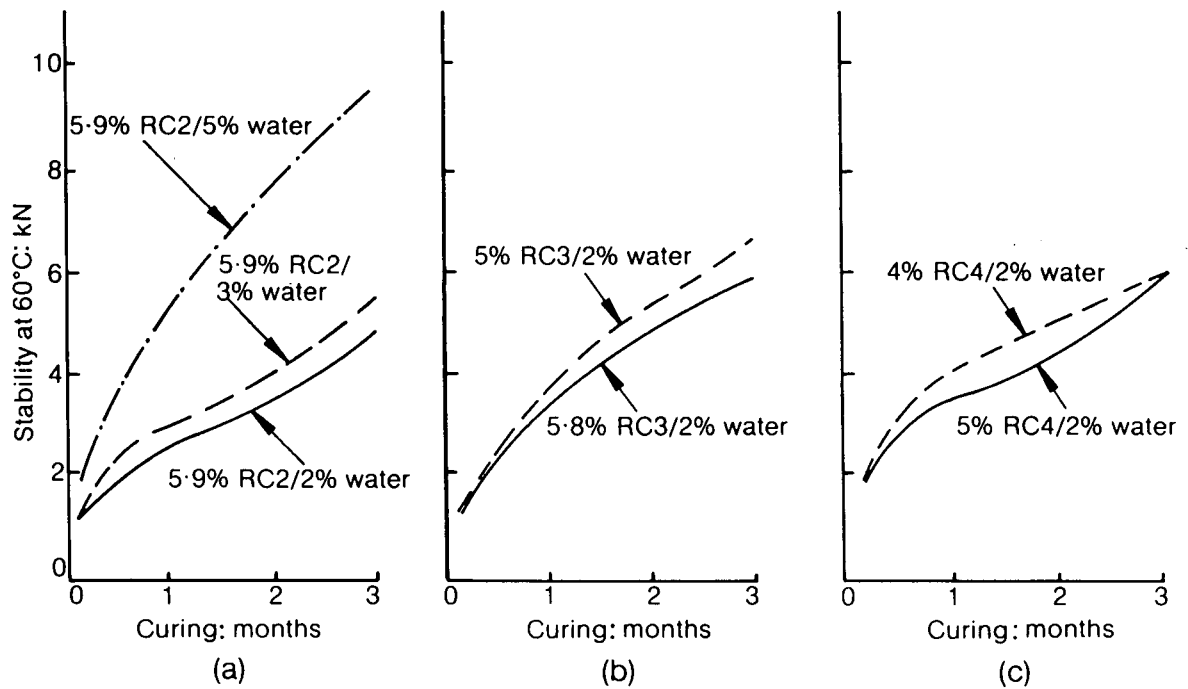 Stability at 60°C: kN
10
8
6
4
2
0
5·9% RC2/5% water
5·9% RC2/
3% water
5·9% RC2/2% water
0 1 2 3
Curing: months
(a)
5% RC3/2% water
5·8% RC3/2% water
0 1 2 3
Curing: months
(b)
4% RC4/2% water
5% RC4/2% water
0 1 2 3
Curing: months
(c)